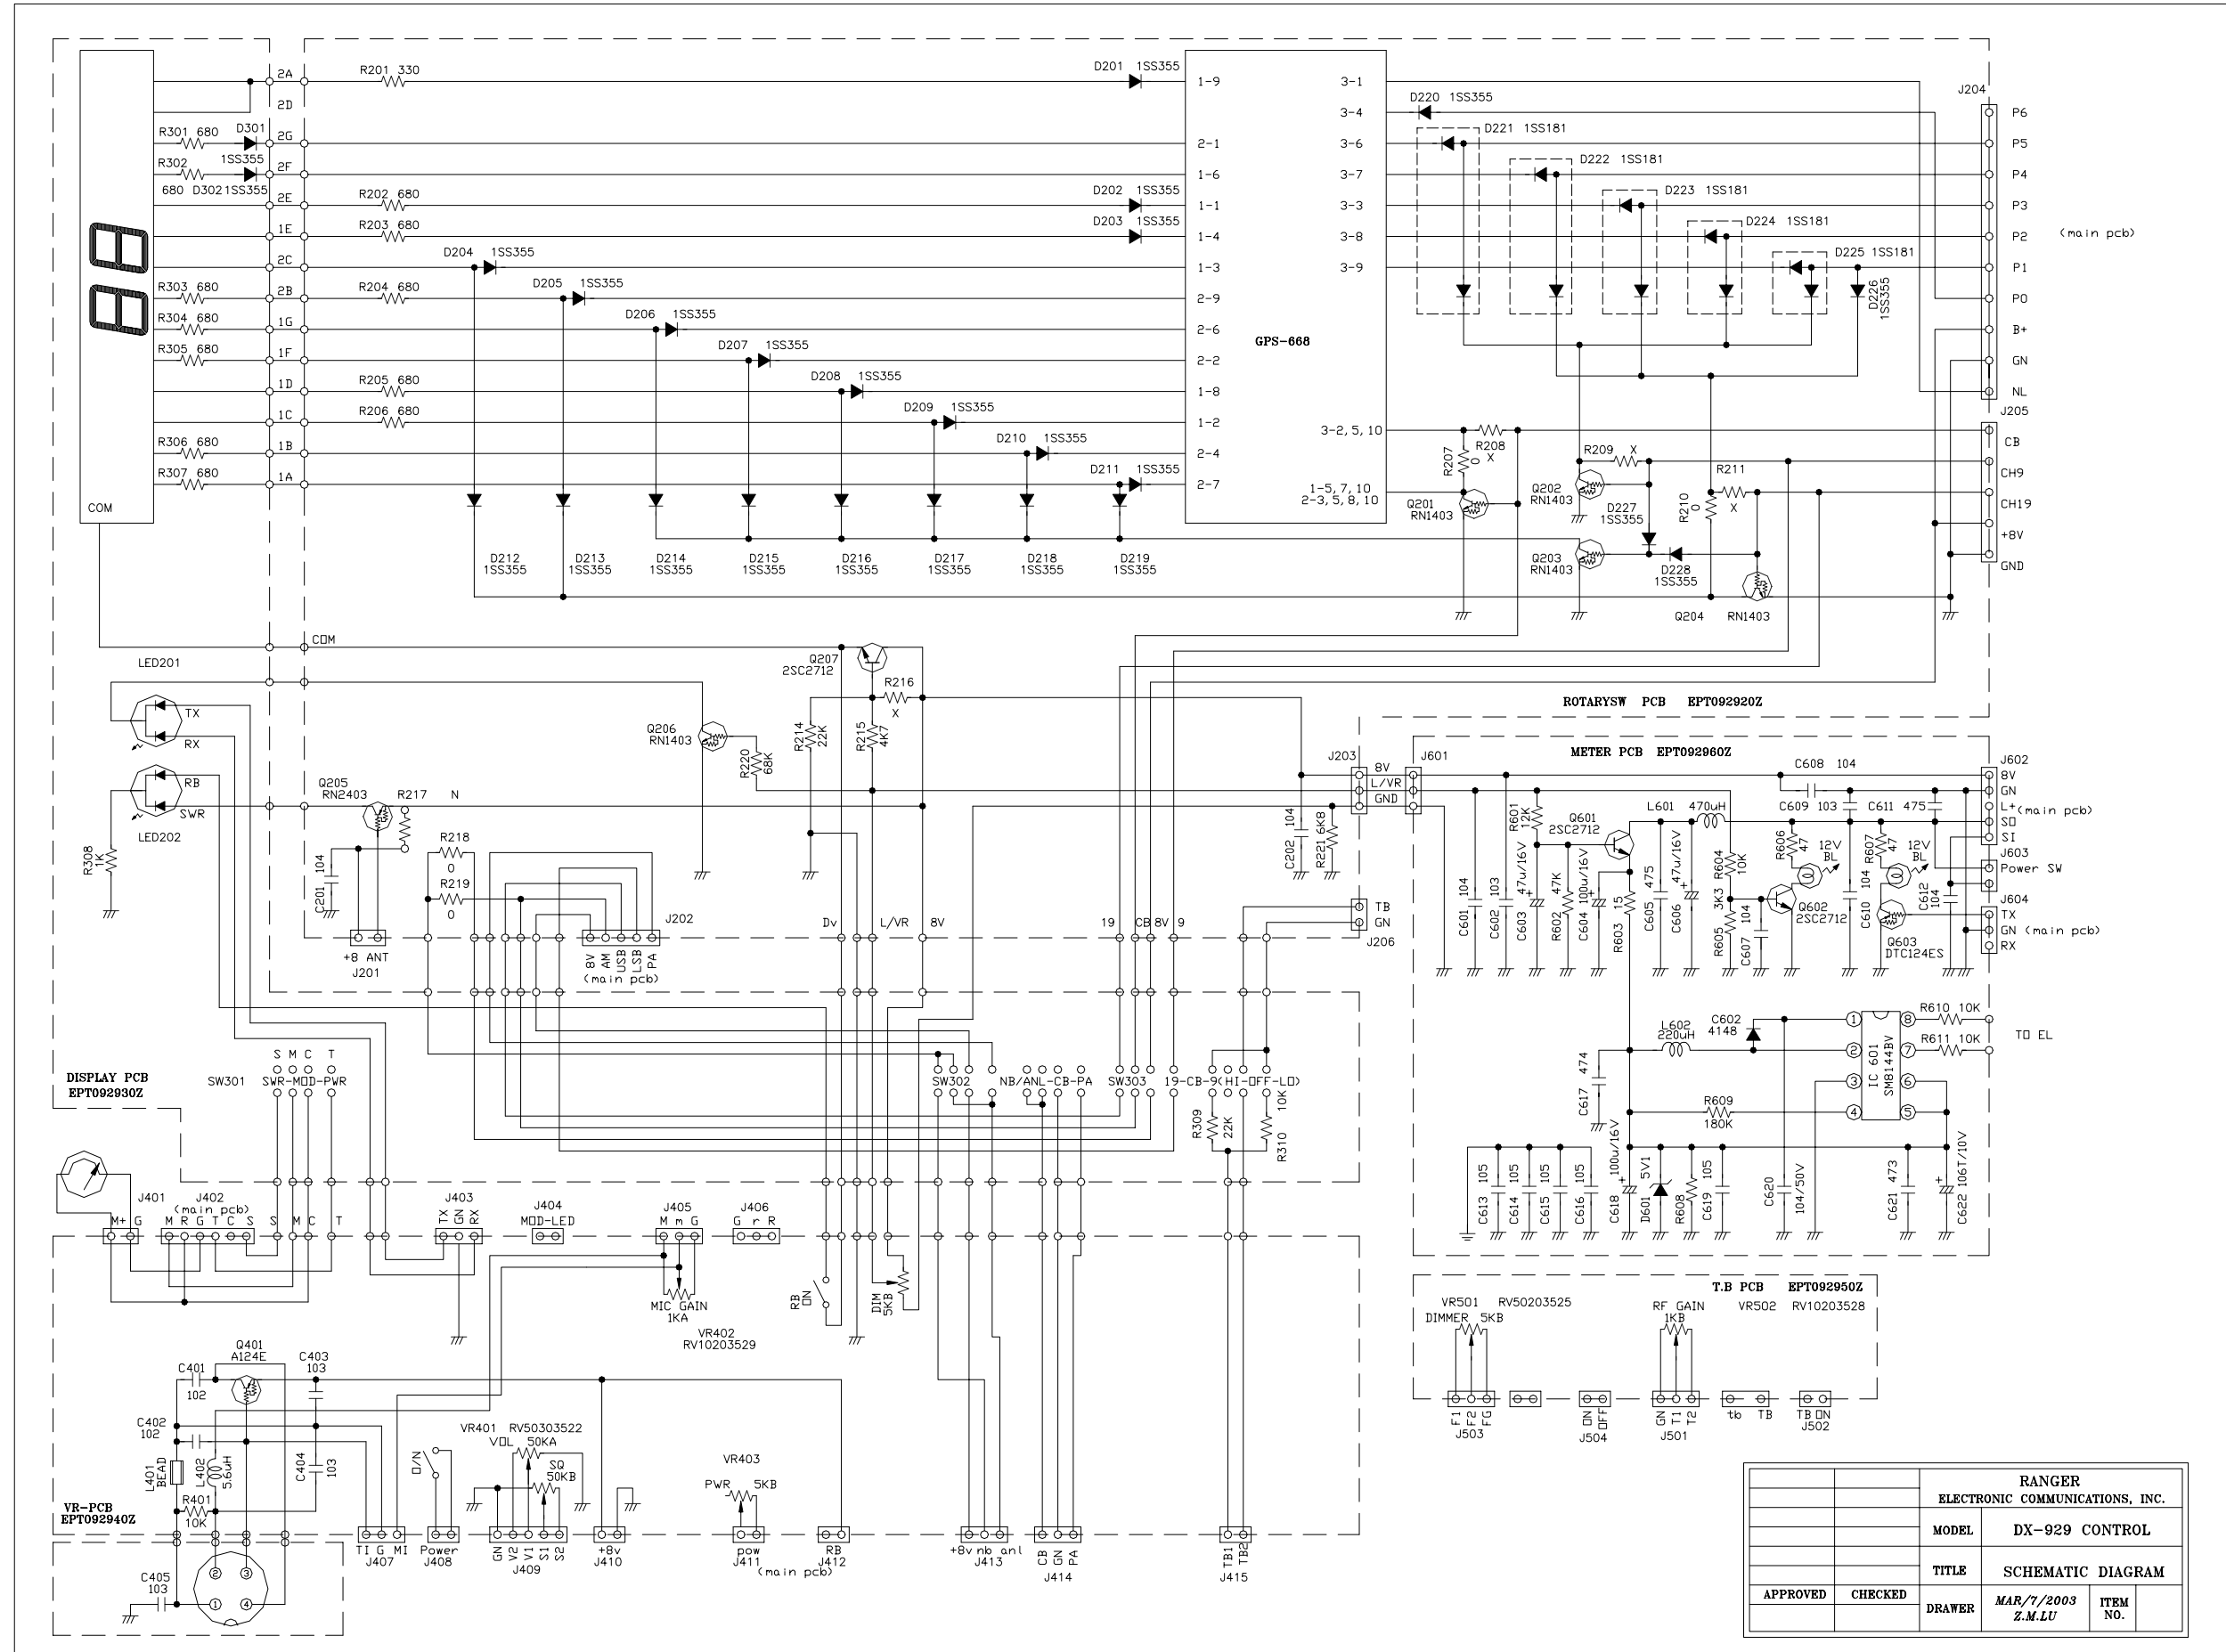 2A
R201 330
D201 1SS355
1-9
3-1
J204
2D
D220 1SS355
3-4
P6
R301 680 D301
2G
D221 1SS181
2-1
3-6
P5
R302 1SS355
2F
D222 1SS181
1-6
3-7
P4
680 D302 1SS355
2E
R202 680
D202 1SS355
1-1
3-3
D223 1SS181
P3
1E
R203 680
D203 1SS355
1-4
3-8
D224 1SS181
P2
(main pcb)
2C
D204 1SS355
1-3
3-9
D225 1SS181
P1
R303 680
2B
R204 680
D205 1SS355
2-9
D226
1SS355
P0
R304 680
1G
D206 1SS355
2-6
B+
GPS-668
R305 680
1F
D207 1SS355
2-2
GN
1D
R205 680
D208 1SS355
1-8
NL
J205
1C
R206 680
D209 1SS355
1-2
3-2,5,10
R306 680
1B
D210 1SS355
2-4
R207
0
R208
X
R209 X
CB
R307 680
1A
D211 1SS355
2-7
R211
X
CH9
COM
1-5,7,10
2-3,5,8,10
Q201
RN1403
Q202
RN1403
D227
1SS355
R210
0
CH19
+8V
D212
1SS355
D213
1SS355
D214
1SS355
D215
1SS355
D216
1SS355
D217
1SS355
D218
1SS355
D219
1SS355
Q203
RN1403
D228
1SS355
GND
Q204 RN1403
COM
LED201
TX
RX
RB
SWR
LED202
R308
1K
Q207
2SC2712
R216
X
Q206
RN1403
R220
68K
R214
22K
R215
4K7
ROTARYSW PCB EPT092920Z
Q205
RN2403
R217 N
R218
0
R219
0
C201 104
+8 ANT
J201
J202
8V
AM
USB
LSB
PA
(main pcb)
Dv
L/VR
8V
19
CB
8V
9
C202 104
R221 6K8
J203
8V
L/VR
GND
J601
TB
GN
J206
METER PCB EPT092960Z
C608 104
J602
8V
GN
L+ (main pcb)
SO
SI
J603
Power SW
J604
TX
GN (main pcb)
RX
L601 470uH
C609 103
C611 475
R601
12K
Q601
2SC2712
C601 104
C602 103
C603 47u/16V
R602 47K
C604 100u/16V
R603 15
C605 475
C606 47u/16V
R604
10K
R605 3K3
C607 104
R606
47
12V
BL
Q602
2SC2712
C610 104
R607
47
12V
BL
Q603
DTC124ES
C612
104
L602
220uH
C602
4148
1
2
3
4
IC 601
SM8144BV
8
7
6
5
R610 10K
R611 10K
TO EL
C617 474
R609
180K
C613 105
C614 105
C615 105
C616 105
C618 100u/16V
D601 5V1
R608
C619 105
C620
104/50V
C621 473
C622 106T/10V
DISPLAY PCB
EPT092930Z
S M C T
SW301 SWR-MOD-PWR
SW302 NB/ANL-CB-PA
SW303 19-CB-9(HI-OFF-LO)
R309
22K
10K
R310
J401
M+ G
J402
(main pcb)
M R G T C S
S M C T
J403
TX
GN
RX
J404
MOD-LED
J405
M m G
J406
G r R
MIC GAIN
1KA
VR402
RV10203529
RB
ON
DIM
5KB
T.B PCB EPT092950Z
VR501 RV50203525
DIMMER 5KB
RF GAIN
1KB
VR502 RV10203528
F1
F2
FG
J503
ON
OFF
J504
GN
T1
T2
J501
tb TB
TB ON
J502
Q401
A124E
C401
102
C403
103
C402
102
L401
BEAD
L402
5.6uH
C404
103
R401
10K
VR-PCB
EPT092940Z
C405
103
2
3
1
4
TI G MI
J407
O/N
Power
J408
VR401 RV50303522
VOL 50KA
SQ
50KB
GN
V2
V1
S1
S2
J409
+8v
J410
VR403
PWR 5KB
pow
J411
(main pcb)
RB
J412
+8v nb anl
J413
CB
GN
PA
J414
TB1
TB2
J415
RANGER
ELECTRONIC COMMUNICATIONS, INC.
MODEL DX-929 CONTROL
TITLE SCHEMATIC DIAGRAM
APPROVED CHECKED DRAWER MAR/7/2003
Z.M.LU
ITEM
NO.